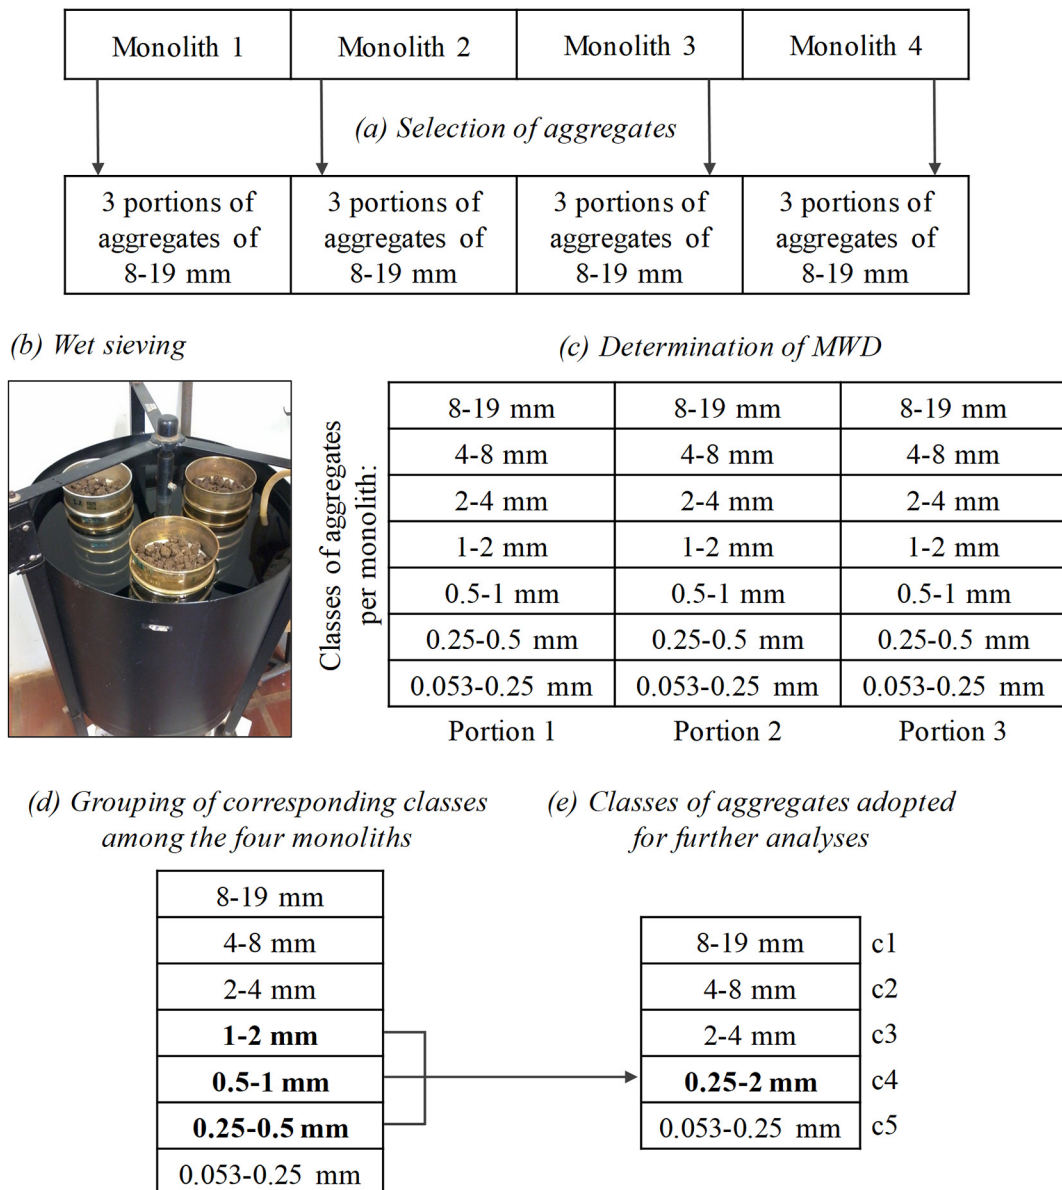 Monolith 1 Monolith 2 Monolith 3 Monolith 4
(a) Selection of aggregates
3 portions of 3 portions of 3 portions of 3 portions of
aggregates of aggregates of aggregates of aggregates of
8-19 mm 8-19 mm 8-19 mm 8-19 mm
(b) Wet sieving
(c) Determination of MWD
Classes of aggregates
per monolith:
8-19 mm 8-19 mm 8-19 mm
4-8 mm 4-8 mm 4-8 mm
2-4 mm 2-4 mm 2-4 mm
1-2 mm 1-2 mm 1-2 mm
0.5-1 mm 0.5-1 mm 0.5-1 mm
0.25-0.5 mm 0.25-0.5 mm 0.25-0.5 mm
0.053-0.25 mm 0.053-0.25 mm 0.053-0.25 mm
Portion 1 Portion 2 Portion 3
(d) Grouping of corresponding classes
among the four monoliths
8-19 mm
4-8 mm
2-4 mm
1-2 mm
0.5-1 mm
0.25-0.5 mm
0.053-0.25 mm
(e) Classes of aggregates adopted
for further analyses
8-19 mm c1
4-8 mm c2
2-4 mm c3
0.25-2 mm c4
0.053-0.25 mm c5